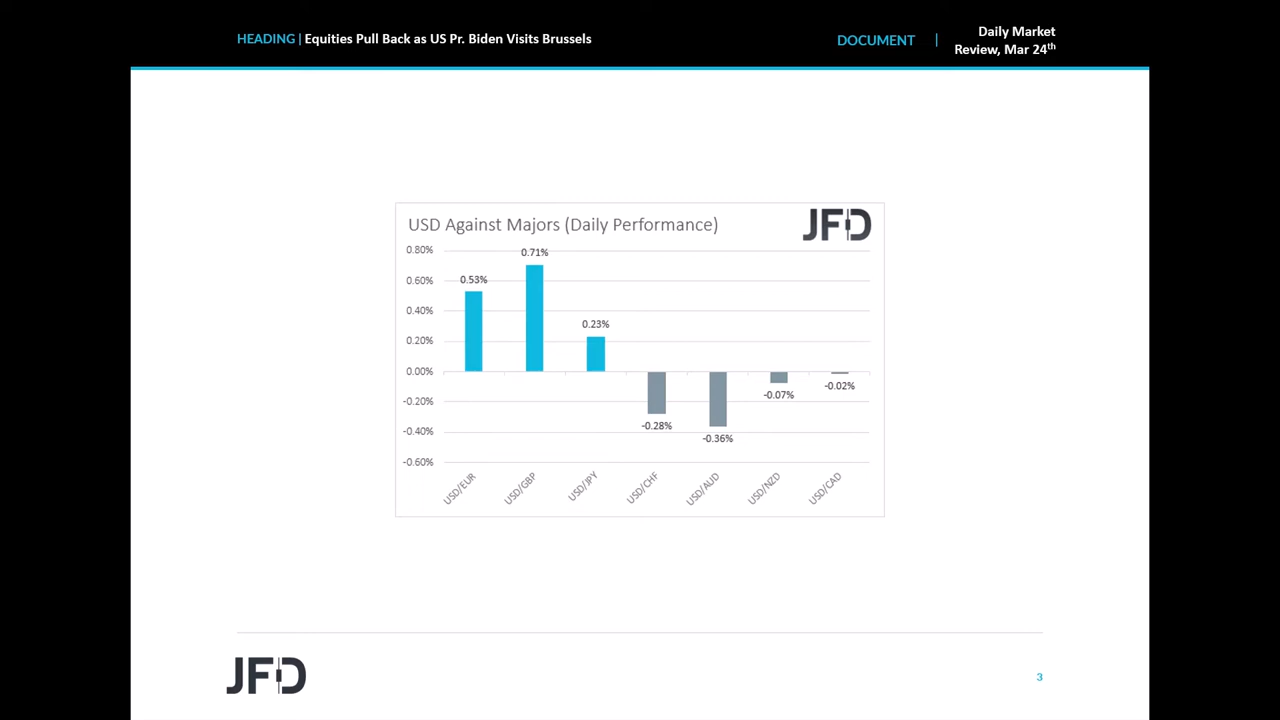 HEADING | Equities Pull Back as US Pr. Biden Visits Brussels
DOCUMENT |
Daily Market
Review, Mar 24th
USD Against Majors (Daily Performance)
JFD
0.80%
0.60%
0.40%
0.20%
0.00%
-0.20%
-0.40%
-0.60%
0.53%
0.71%
0.23%
-0.28%
-0.36%
-0.07%
-0.02%
USD/EUR
USD/GBP
USD/JPY
USD/CHF
USD/AUD
USD/NZD
USD/CAD
JFD
3